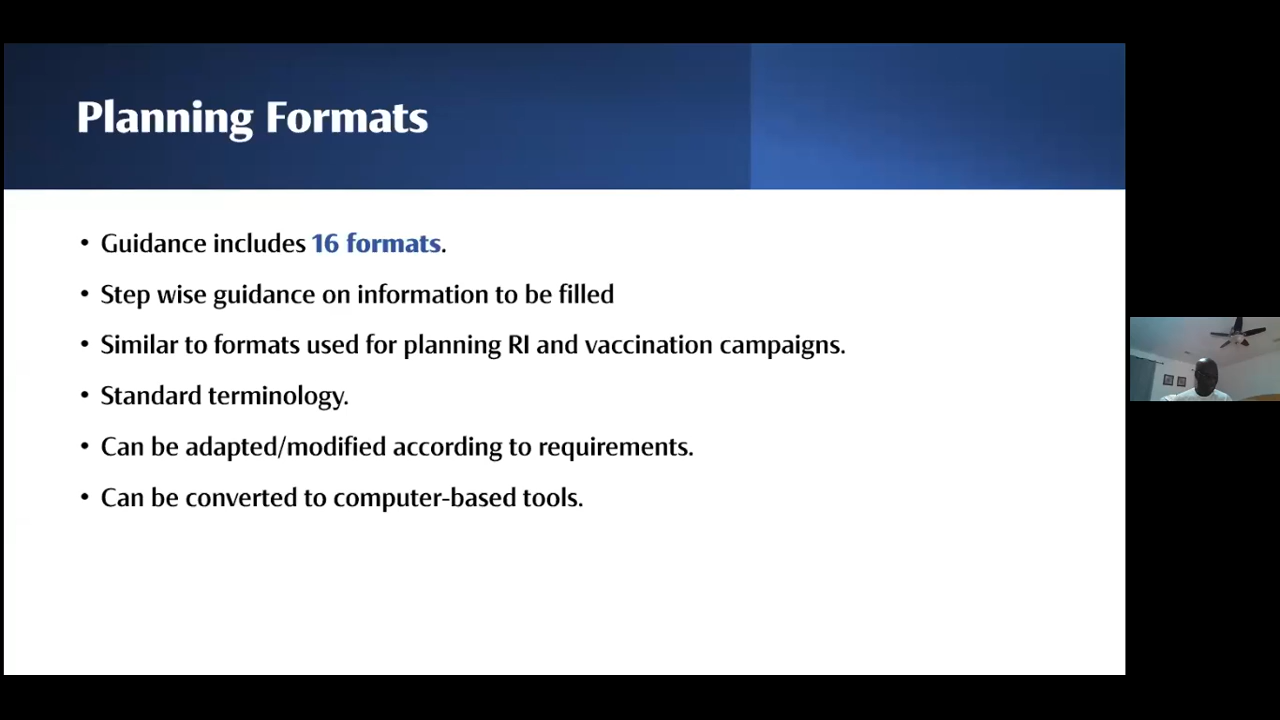 Planning Formats
• Guidance includes 16 formats.
• Step wise guidance on information to be filled
• Similar to formats used for planning RI and vaccination campaigns.
• Standard terminology.
• Can be adapted/modified according to requirements.
• Can be converted to computer-based tools.